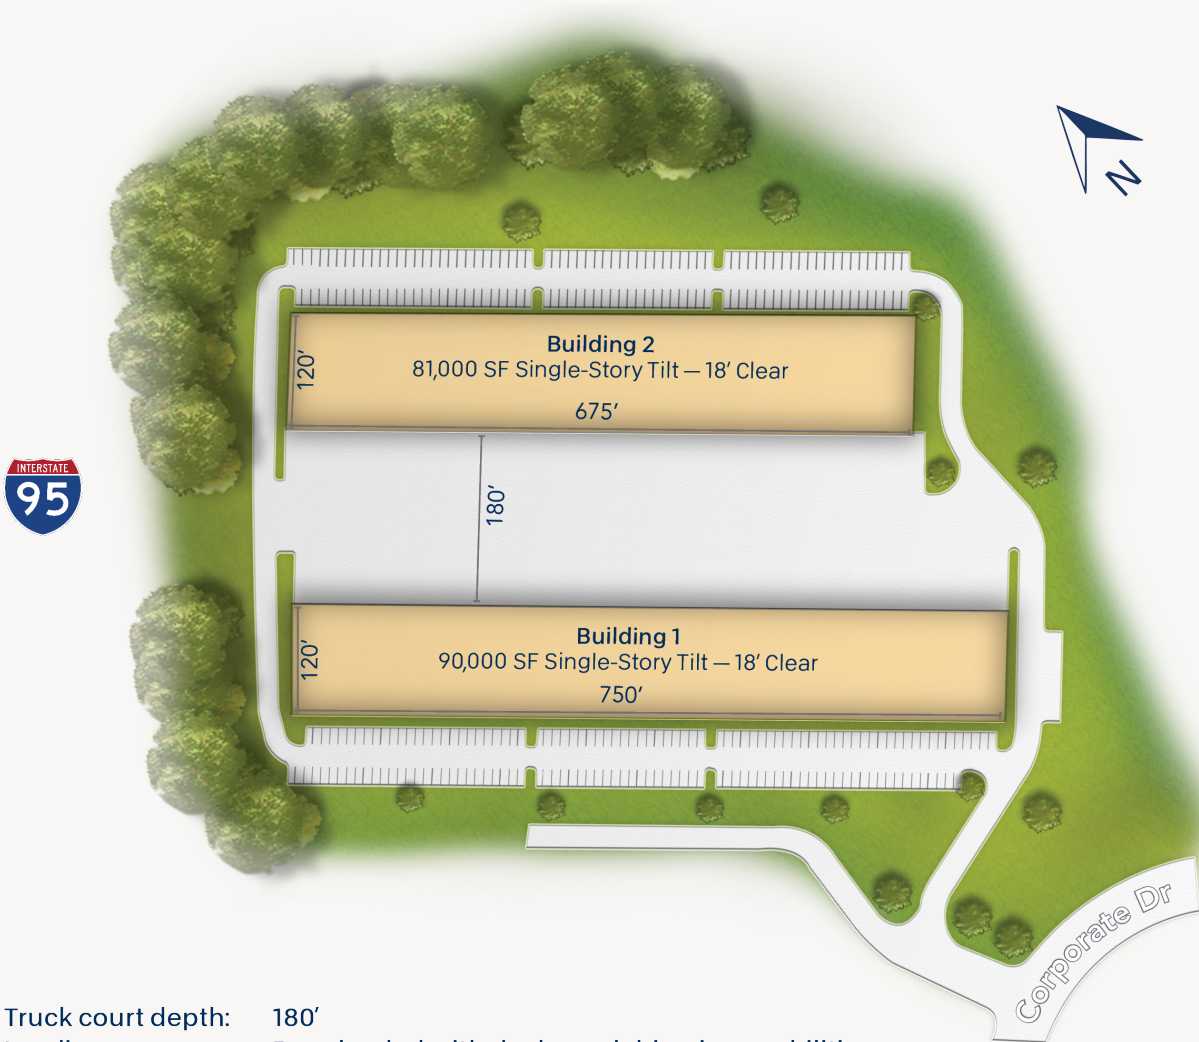 N
Building 2
81,000 SF Single-Story Tilt — 18′ Clear
120′
675′
INTERSTATE
95
180′
Building 1
90,000 SF Single-Story Tilt — 18′ Clear
120′
750′
Corporate Dr
Truck court depth: 180′